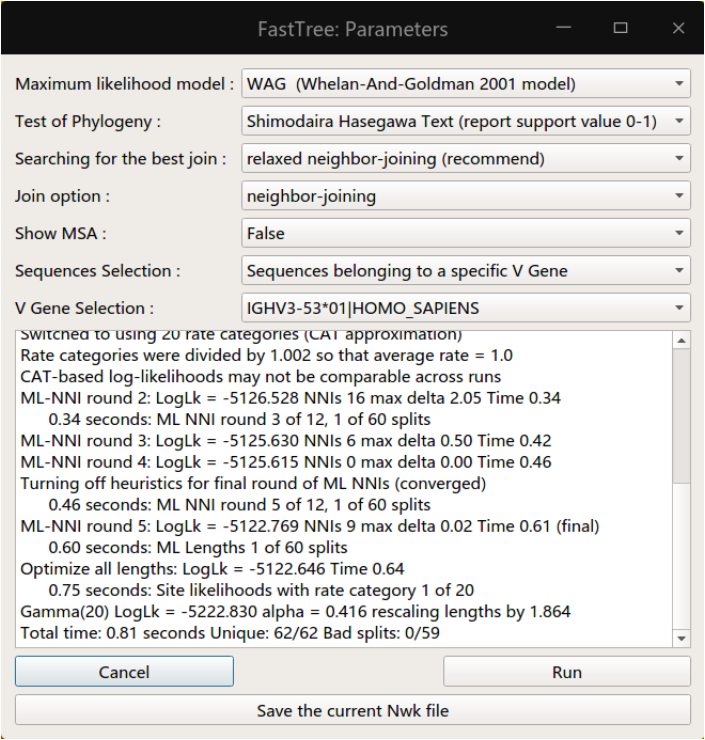 FastTree: Parameters
Maximum likelihood model : WAG (Whelan-And-Goldman 2001 model)
Test of Phylogeny : Shimodaira Hasegawa Text (report support value 0-1)
Searching for the best join : relaxed neighbor-joining (recommend)
Join option : neighbor-joining
Show MSA : False
Sequences Selection : Sequences belonging to a specific V Gene
V Gene Selection : IGHV3-53*01|HOMO_SAPIENS
Switched to using 20 rate categories (CAT approximation)
Rate categories were divided by 1.002 so that average rate = 1.0
CAT-based log-likelihoods may not be comparable across runs
ML-NNI round 2: LogLk = -5126.528 NNIs 16 max delta 2.05 Time 0.34
0.34 seconds: ML NNI round 3 of 12, 1 of 60 splits
ML-NNI round 3: LogLk = -5125.630 NNIs 6 max delta 0.50 Time 0.42
ML-NNI round 4: LogLk = -5125.615 NNIs 0 max delta 0.00 Time 0.46
Turning off heuristics for final round of ML NNIs (converged)
0.46 seconds: ML NNI round 5 of 12, 1 of 60 splits
ML-NNI round 5: LogLk = -5122.769 NNIs 9 max delta 0.02 Time 0.61 (final)
0.60 seconds: ML Lengths 1 of 60 splits
Optimize all lengths: LogLk = -5122.646 Time 0.64
0.75 seconds: Site likelihoods with rate category 1 of 20
Gamma(20) LogLk = -5222.830 alpha = 0.416 rescaling lengths by 1.864
Total time: 0.81 seconds Unique: 62/62 Bad splits: 0/59
Cancel Run
Save the current Nwk file